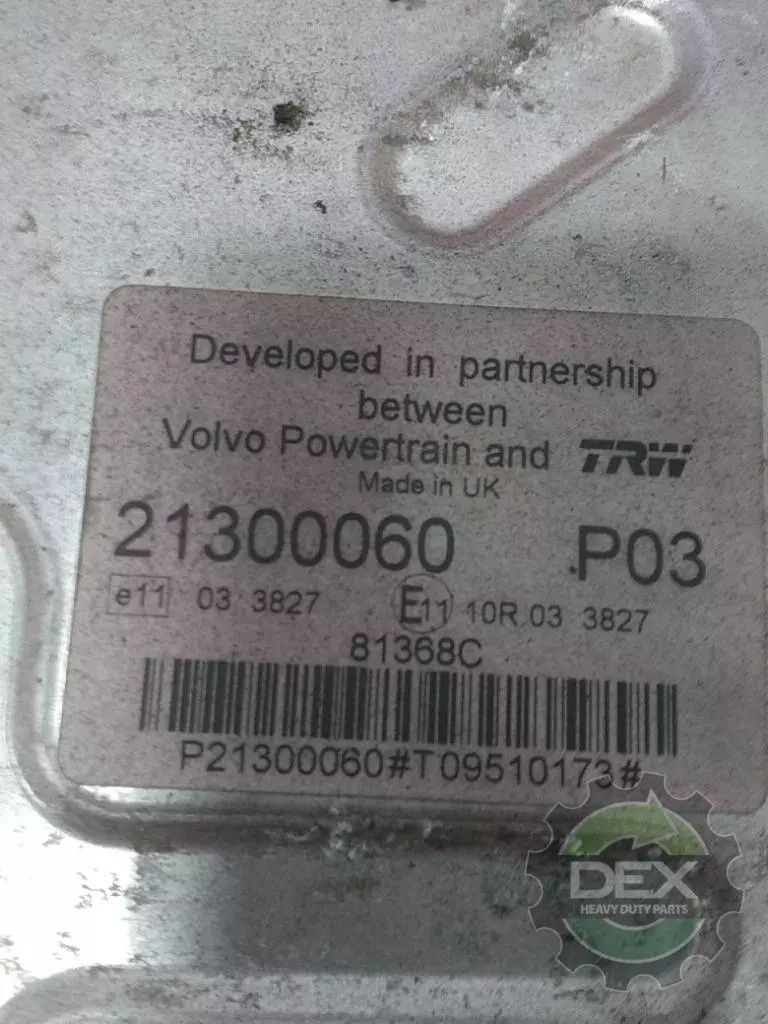 Developed in partnership
between
Volvo Powertrain and TRW
Made in UK
21300060 P03
e11 03 3827 E11 10R 03 3827
81368C
P21300060#T09510173#
DEX
HEAVY DUTY PARTS